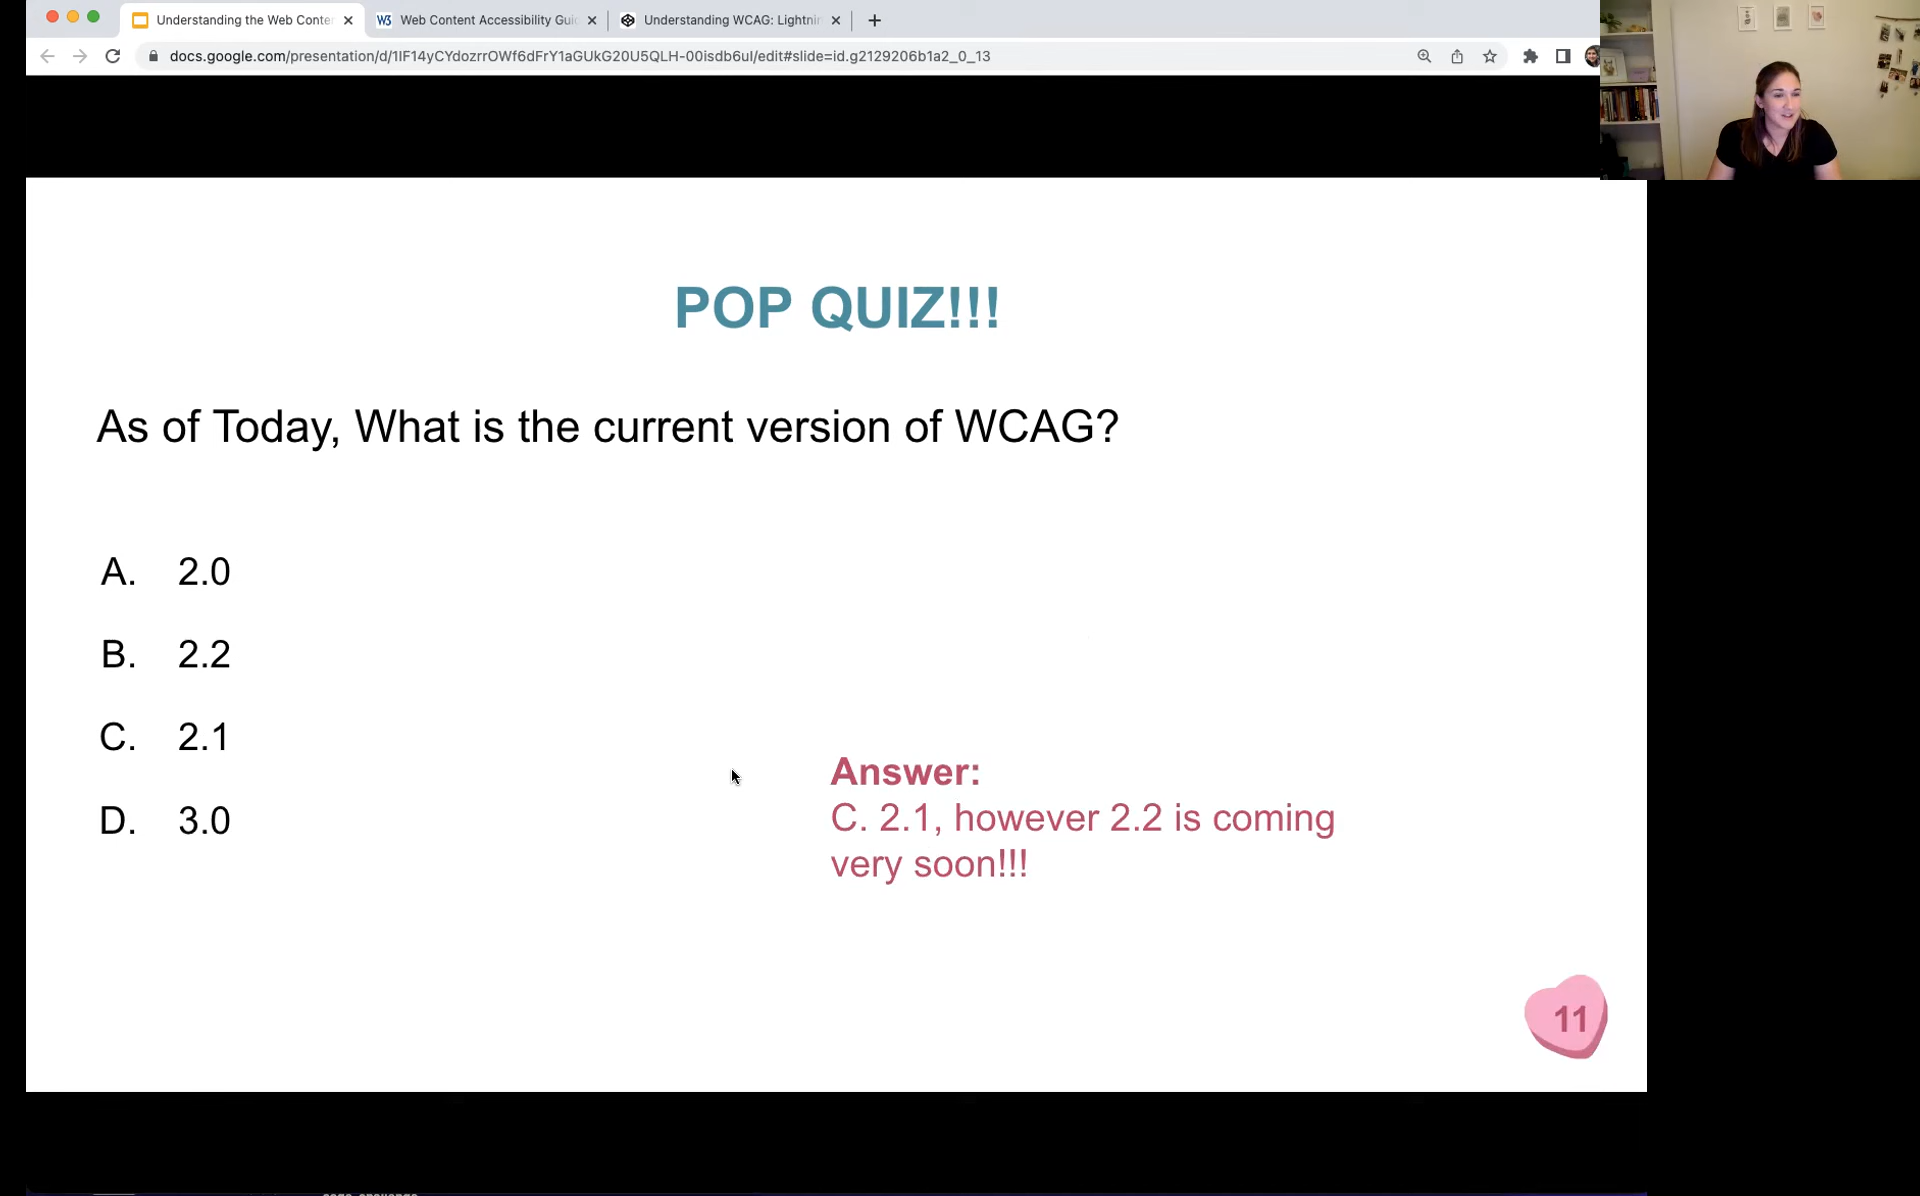 Understanding the Web Conte
Web Content Accessibility Gui
Understanding WCAG: Lightni
docs.google.com/presentation/d/1IF14yCYdozrrOWf6dFrY1aGUkG20U5QLH-00isdb6uI/edit#slide=id.g2129206b1a2_0_13
POP QUIZ!!!
As of Today, What is the current version of WCAG?
A. 2.0
B. 2.2
C. 2.1
D. 3.0
Answer:
C. 2.1, however 2.2 is coming
very soon!!!
11